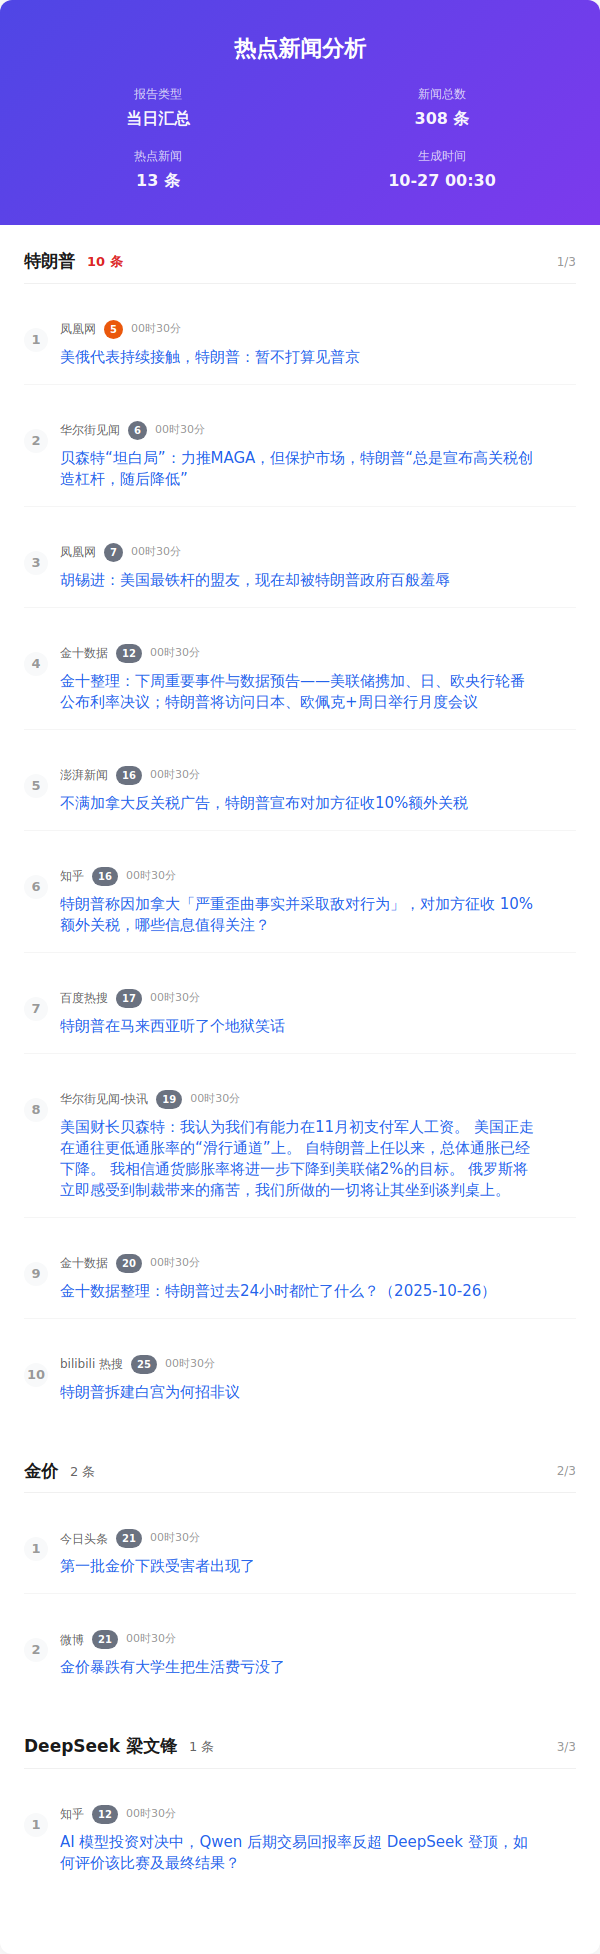 热点新闻分析
报告类型
当日汇总
新闻总数
308 条
热点新闻
13 条
生成时间
10-27 00:30
特朗普 10 条 1/3
1
凤凰网 5 00时30分
美俄代表持续接触，特朗普：暂不打算见普京
2
华尔街见闻 6 00时30分
贝森特“坦白局”：力推MAGA，但保护市场，特朗普“总是宣布高关税创
造杠杆，随后降低”
3
凤凰网 7 00时30分
胡锡进：美国最铁杆的盟友，现在却被特朗普政府百般羞辱
4
金十数据 12 00时30分
金十整理：下周重要事件与数据预告——美联储携加、日、欧央行轮番
公布利率决议；特朗普将访问日本、欧佩克+周日举行月度会议
5
澎湃新闻 16 00时30分
不满加拿大反关税广告，特朗普宣布对加方征收10%额外关税
6
知乎 16 00时30分
特朗普称因加拿大「严重歪曲事实并采取敌对行为」，对加方征收 10%
额外关税，哪些信息值得关注？
7
百度热搜 17 00时30分
特朗普在马来西亚听了个地狱笑话
8
华尔街见闻-快讯 19 00时30分
美国财长贝森特：我认为我们有能力在11月初支付军人工资。 美国正走
在通往更低通胀率的“滑行通道”上。 自特朗普上任以来，总体通胀已经
下降。 我相信通货膨胀率将进一步下降到美联储2%的目标。 俄罗斯将
立即感受到制裁带来的痛苦，我们所做的一切将让其坐到谈判桌上。
9
金十数据 20 00时30分
金十数据整理：特朗普过去24小时都忙了什么？（2025-10-26）
10
bilibili 热搜 25 00时30分
特朗普拆建白宫为何招非议
金价 2 条 2/3
1
今日头条 21 00时30分
第一批金价下跌受害者出现了
2
微博 21 00时30分
金价暴跌有大学生把生活费亏没了
DeepSeek 梁文锋 1 条 3/3
1
知乎 12 00时30分
AI 模型投资对决中，Qwen 后期交易回报率反超 DeepSeek 登顶，如
何评价该比赛及最终结果？